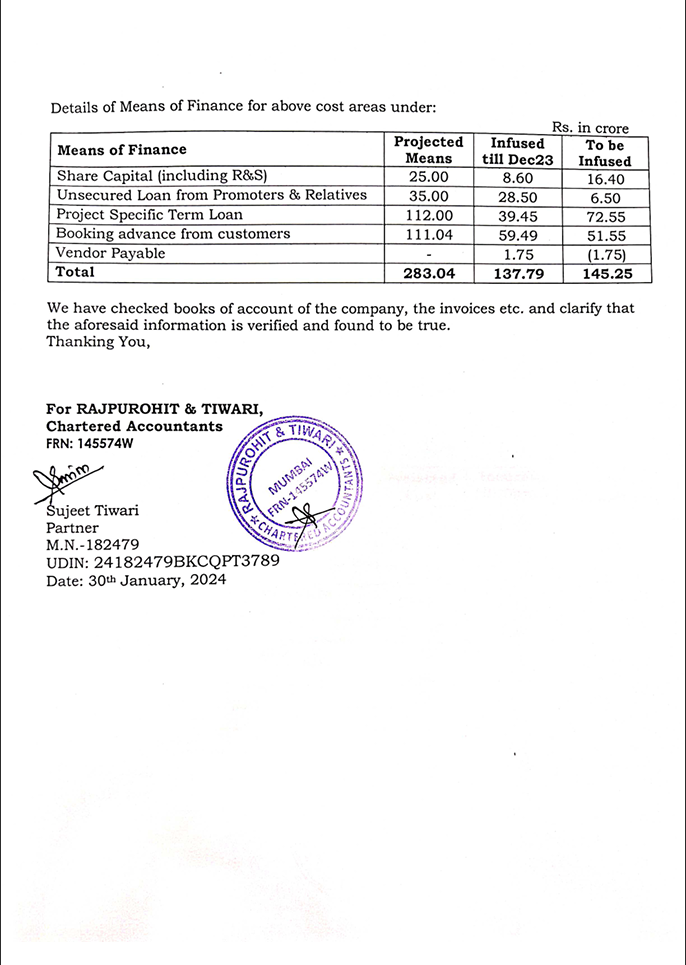 Details of Means of Finance for above cost areas under:
Rs. in crore
Means of Finance Projected Means Infused till Dec23 To be Infused
Share Capital (including R&S) 25.00 8.60 16.40
Unsecured Loan from Promoters & Relatives 35.00 28.50 6.50
Project Specific Term Loan 112.00 39.45 72.55
Booking advance from customers 111.04 59.49 51.55
Vendor Payable - 1.75 (1.75)
Total 283.04 137.79 145.25
We have checked books of account of the company, the invoices etc. and clarify that
the aforesaid information is verified and found to be true.
Thanking You,
For RAJPUROHIT & TIWARI,
Chartered Accountants
FRN: 145574W
Sujeet Tiwari
Partner
M.N.-182479
UDIN: 24182479BKCQPT3789
Date: 30th January, 2024
RAJPUROHIT & TIWARI
CHARTERED ACCOUNTANTS
MUMBAI
FRN-145574W